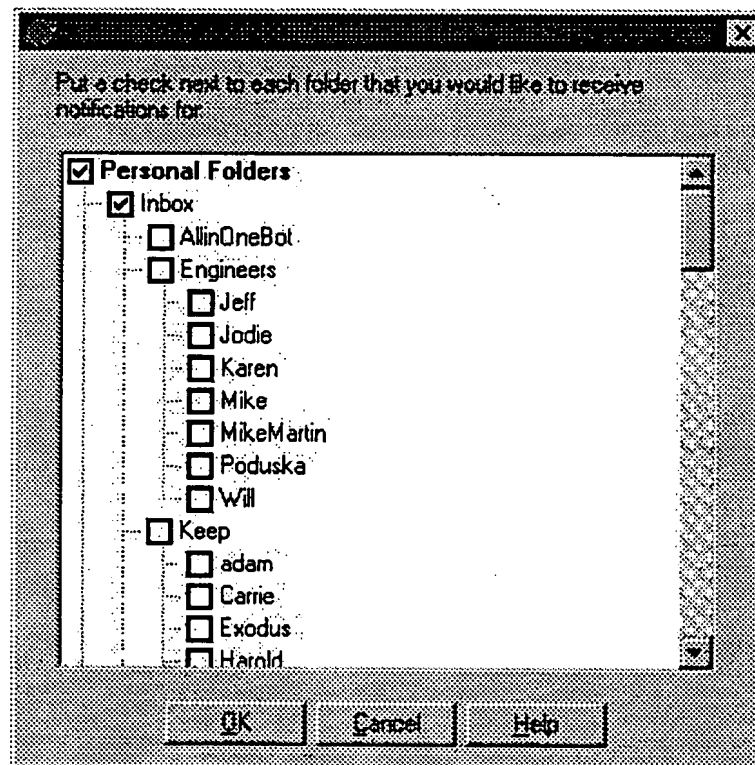 Put a check next to each folder that you would like to receive
notifications for
Personal Folders
Inbox
AllinOneBot
Engineers
Jeff
Jodie
Karen
Mike
MikeMartin
Poduska
Will
Keep
adam
Carrie
Exodus
Harold
OK
Cancel
Help